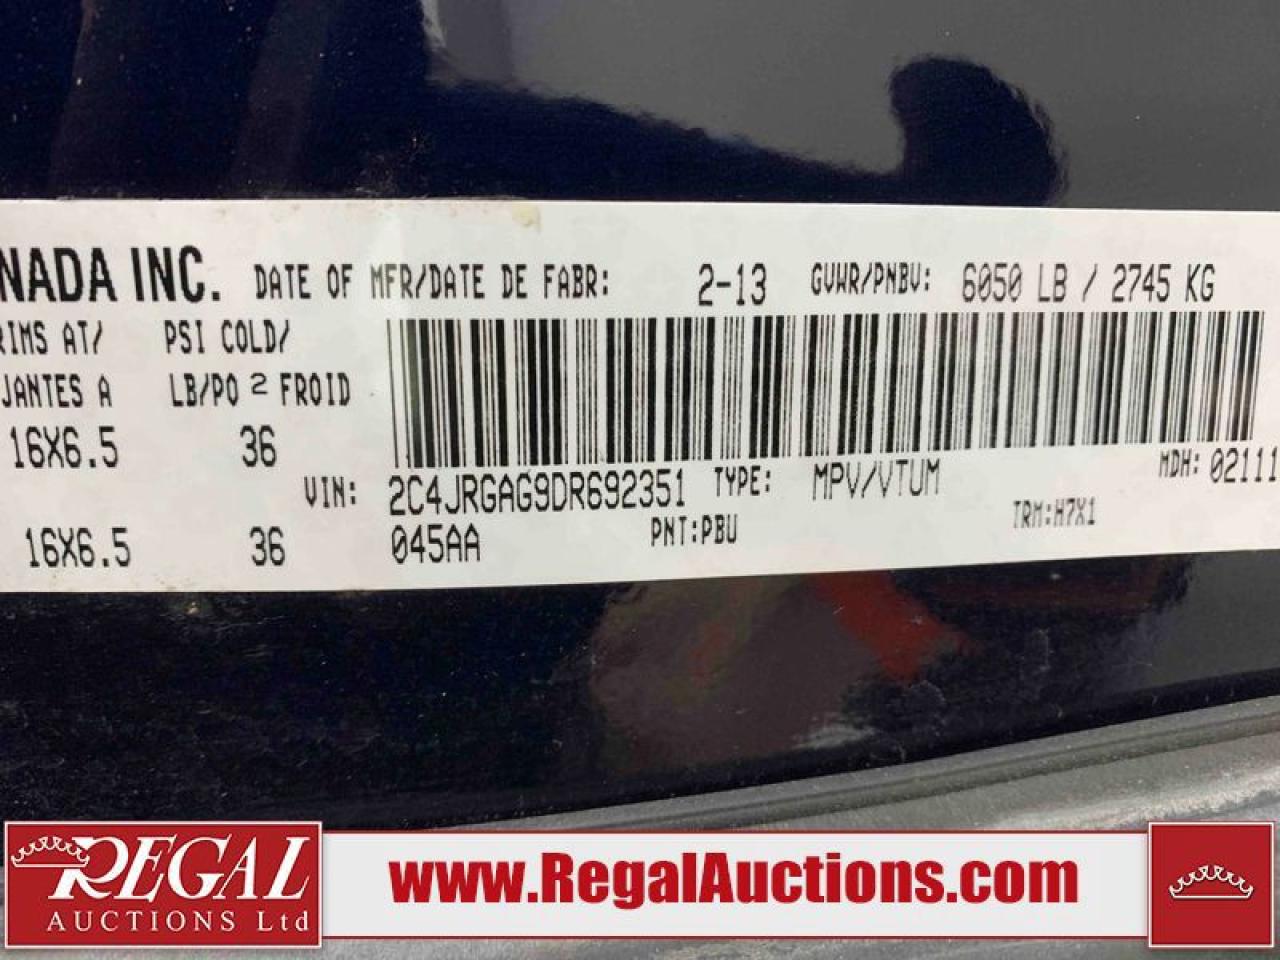 NADA INC. DATE OF MFR/DATE DE FABR: 2-13 GVWR/PNBV: 6050 LB / 2745 KG
RIMS AT/ PSI COLD/
JANTES A LB/PO 2 FROID
16X6.5 36
VIN: 2C4JRGAG9DR692351 TYPE: MPV/VTUM MDH: 02111
16X6.5 36 045AA PNT:PBU TRM:H7X1
REGAL
AUCTIONS Ltd
www.RegalAuctions.com